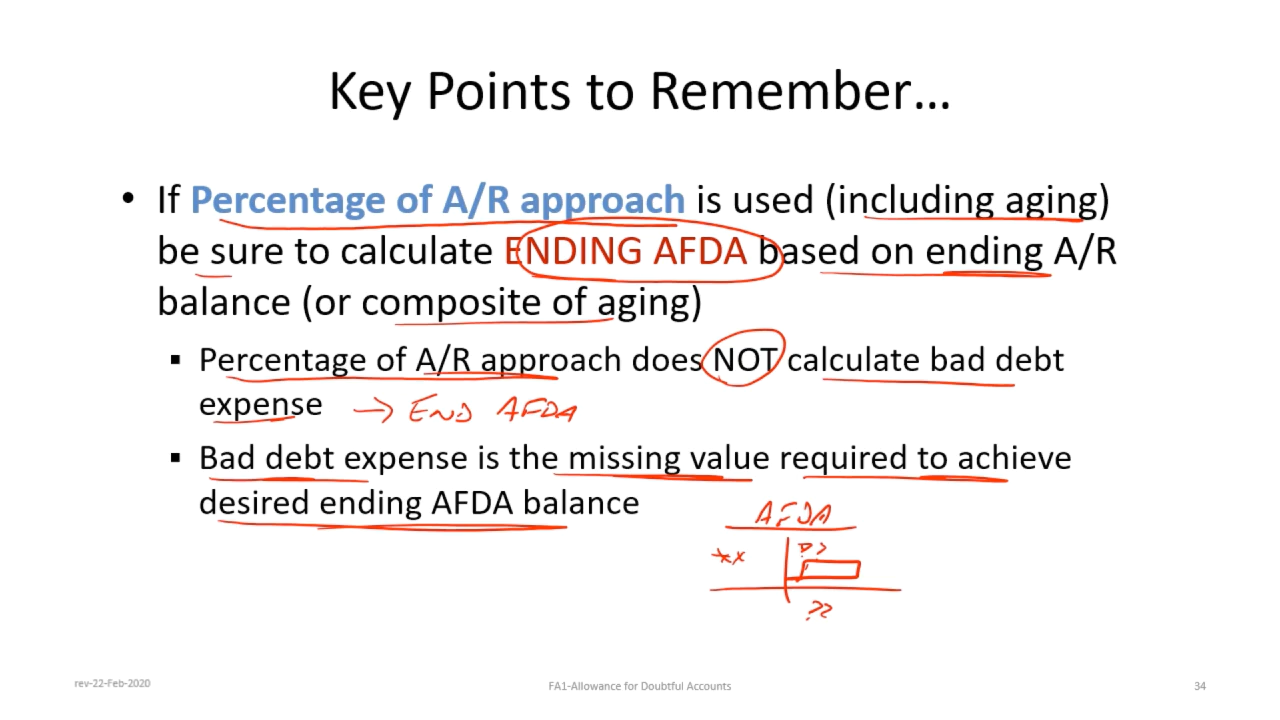 Key Points to Remember...
• If Percentage of A/R approach is used (including aging)
be sure to calculate ENDING AFDA based on ending A/R
balance (or composite of aging)
▪ Percentage of A/R approach does NOT calculate bad debt
expense → END AFDA
▪ Bad debt expense is the missing value required to achieve
desired ending AFDA balance
AFDA
xx ??
??
rev-22-Feb-2020
FA1-Allowance for Doubtful Accounts
34